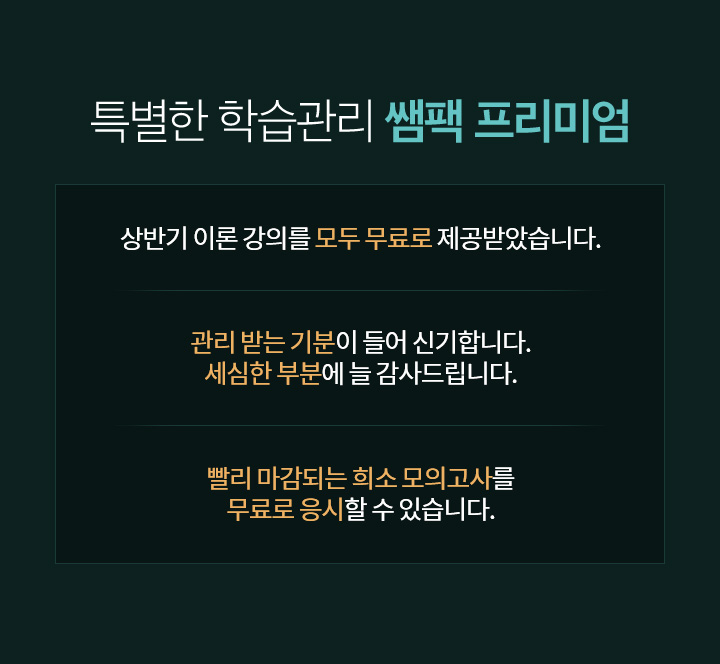 특별한 학습관리 쌤팩 프리미엄
상반기 이론 강의를 모두 무료로 제공받았습니다.
관리 받는 기분이 들어 신기합니다.
세심한 부분에 늘 감사드립니다.
빨리 마감되는 희소 모의고사를
무료로 응시할 수 있습니다.